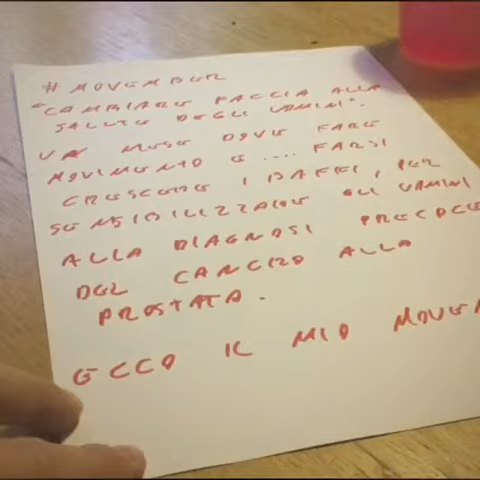 # MOVEMBER
"CAMBIARE FACCIA ALLA
SALUTE DEGLI UOMINI".
UN MESE DOVE FARE
MOVIMENTO E .... FARSI
CRESCERE I BAFFI, PER
SENSIBILIZZARE GLI UOMINI
ALLA DIAGNOSI PRECOCE
DEL CANCRO ALLA
PROSTATA.
ECCO IL MIO MOVEM